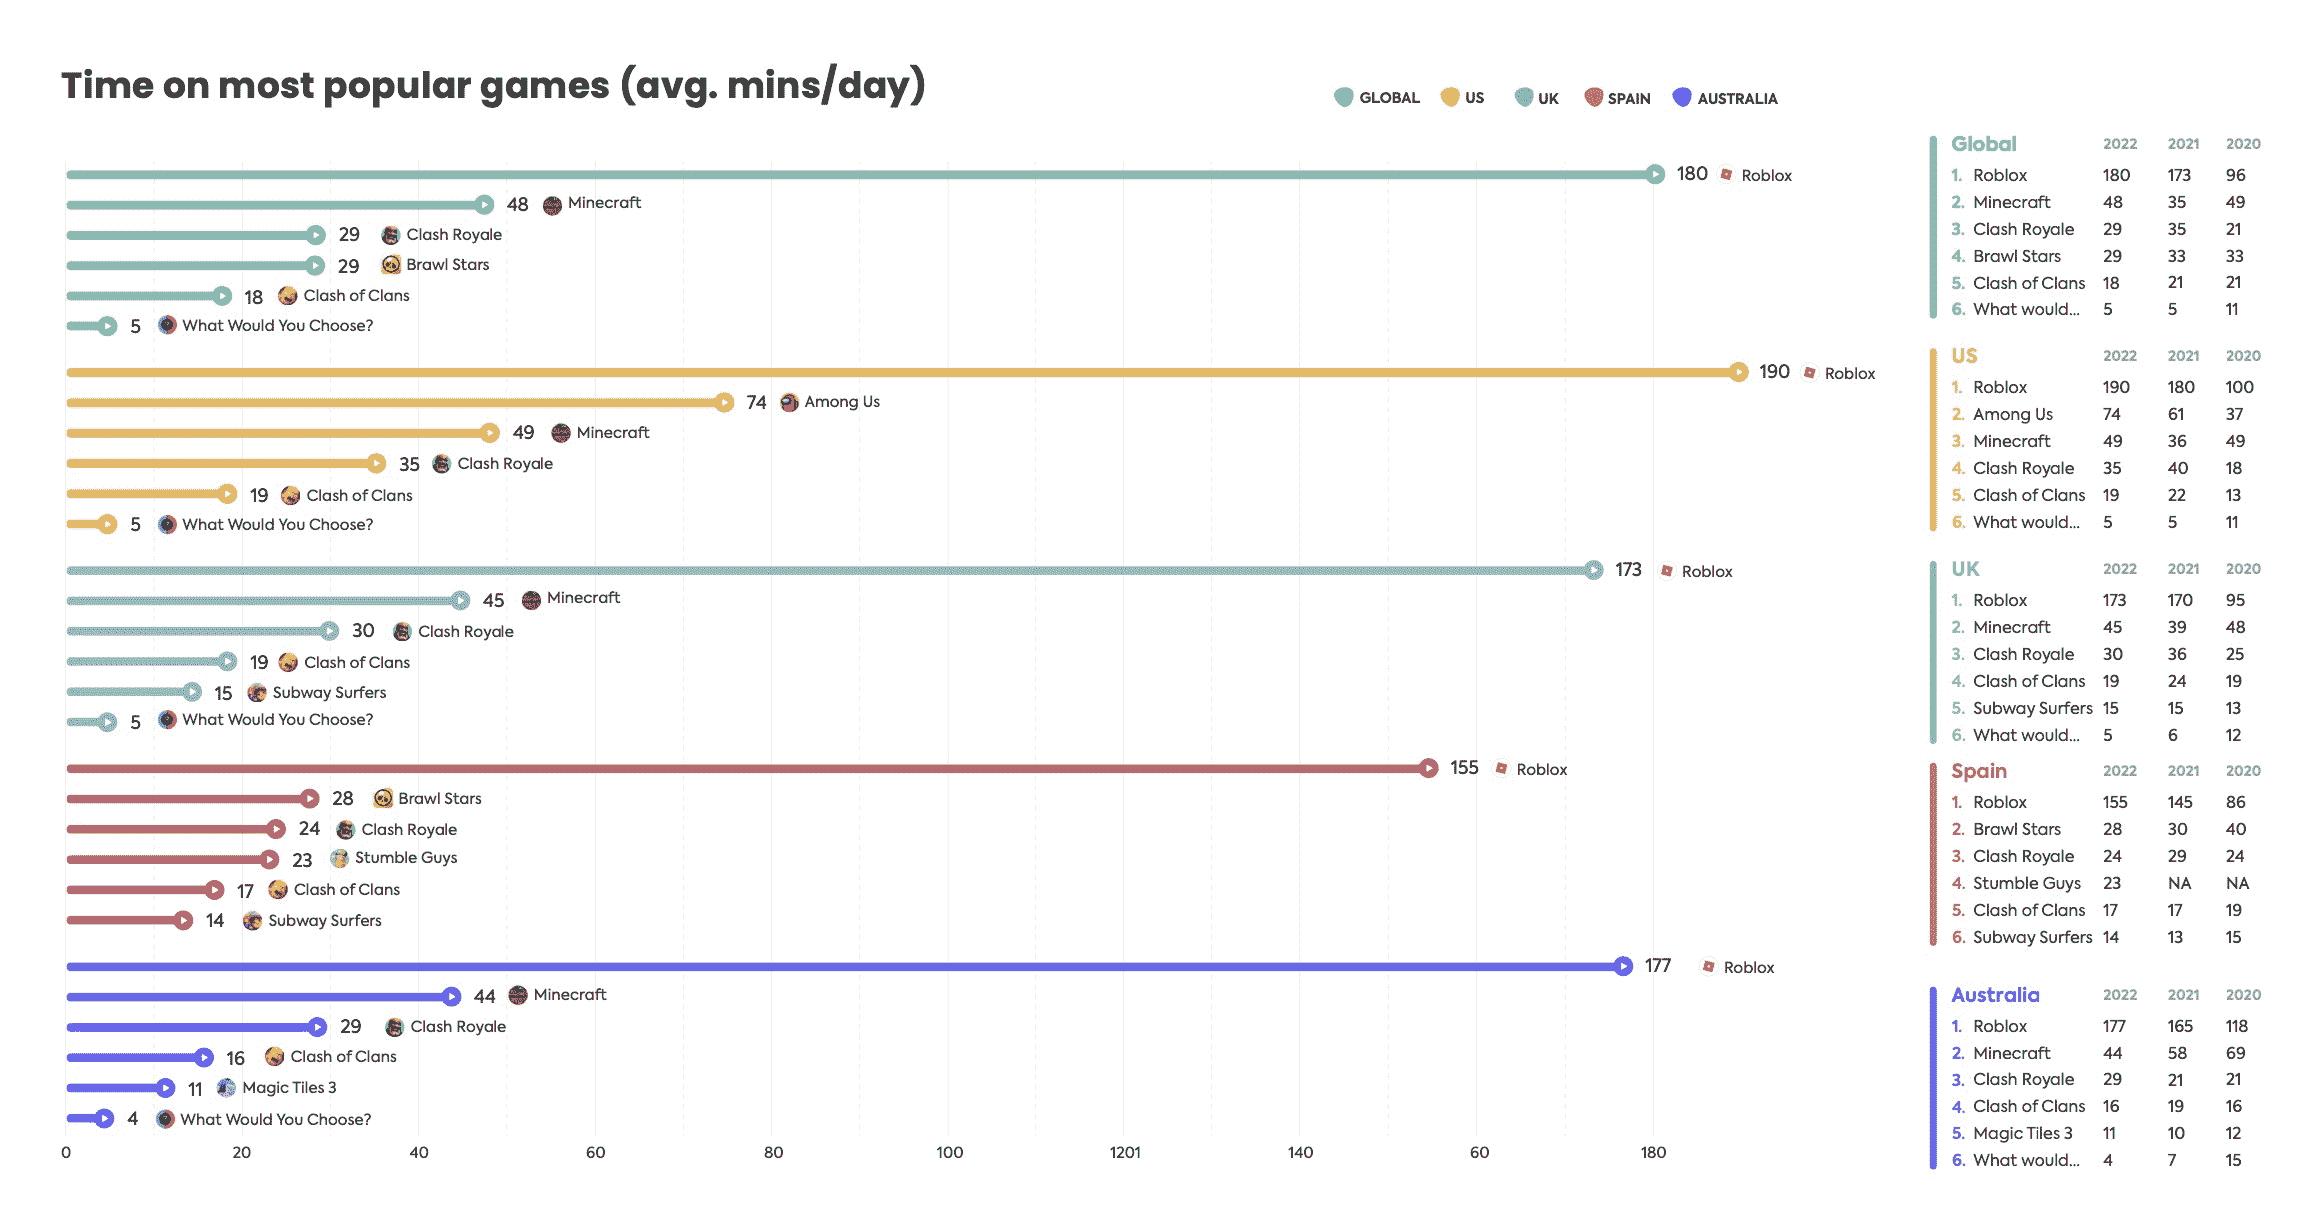 Time on most popular games (avg. mins/day)
GLOBAL US UK SPAIN AUSTRALIA
180 Roblox
48 Minecraft
29 Clash Royale
29 Brawl Stars
18 Clash of Clans
5 What Would You Choose?
190 Roblox
74 Among Us
49 Minecraft
35 Clash Royale
19 Clash of Clans
5 What Would You Choose?
173 Roblox
45 Minecraft
30 Clash Royale
19 Clash of Clans
15 Subway Surfers
5 What Would You Choose?
155 Roblox
28 Brawl Stars
24 Clash Royale
23 Stumble Guys
17 Clash of Clans
14 Subway Surfers
177 Roblox
44 Minecraft
29 Clash Royale
16 Clash of Clans
11 Magic Tiles 3
4 What Would You Choose?
0 20 40 60 80 100 1201 140 60 180
Global 2022 2021 2020
1. Roblox 180 173 96
2. Minecraft 48 35 49
3. Clash Royale 29 35 21
4. Brawl Stars 29 33 33
5. Clash of Clans 18 21 21
6. What would... 5 5 11
US 2022 2021 2020
1. Roblox 190 180 100
2. Among Us 74 61 37
3. Minecraft 49 36 49
4. Clash Royale 35 40 18
5. Clash of Clans 19 22 13
6. What would... 5 5 11
UK 2022 2021 2020
1. Roblox 173 170 95
2. Minecraft 45 39 48
3. Clash Royale 30 36 25
4. Clash of Clans 19 24 19
5. Subway Surfers 15 15 13
6. What would... 5 6 12
Spain 2022 2021 2020
1. Roblox 155 145 86
2. Brawl Stars 28 30 40
3. Clash Royale 24 29 24
4. Stumble Guys 23 NA NA
5. Clash of Clans 17 17 19
6. Subway Surfers 14 13 15
Australia 2022 2021 2020
1. Roblox 177 165 118
2. Minecraft 44 58 69
3. Clash Royale 29 21 21
4. Clash of Clans 16 19 16
5. Magic Tiles 3 11 10 12
6. What would... 4 7 15